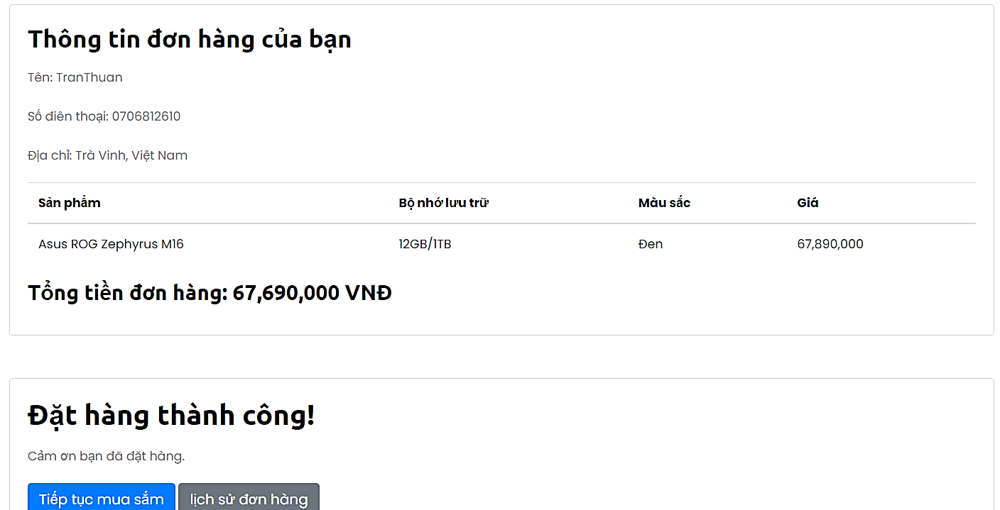 Thông tin đơn hàng của bạn
Tên: TranThuan
Số điên thoại: 0706812610
Địa chỉ: Trà Vinh, Việt Nam
Sản phẩm Bộ nhớ lưu trữ Màu sắc Giá
Asus ROG Zephyrus M16 12GB/1TB Đen 67,890,000
Tổng tiền đơn hàng: 67,690,000 VNĐ
Đặt hàng thành công!
Cảm ơn bạn đã đặt hàng.
Tiếp tục mua sắm lịch sử đơn hàng